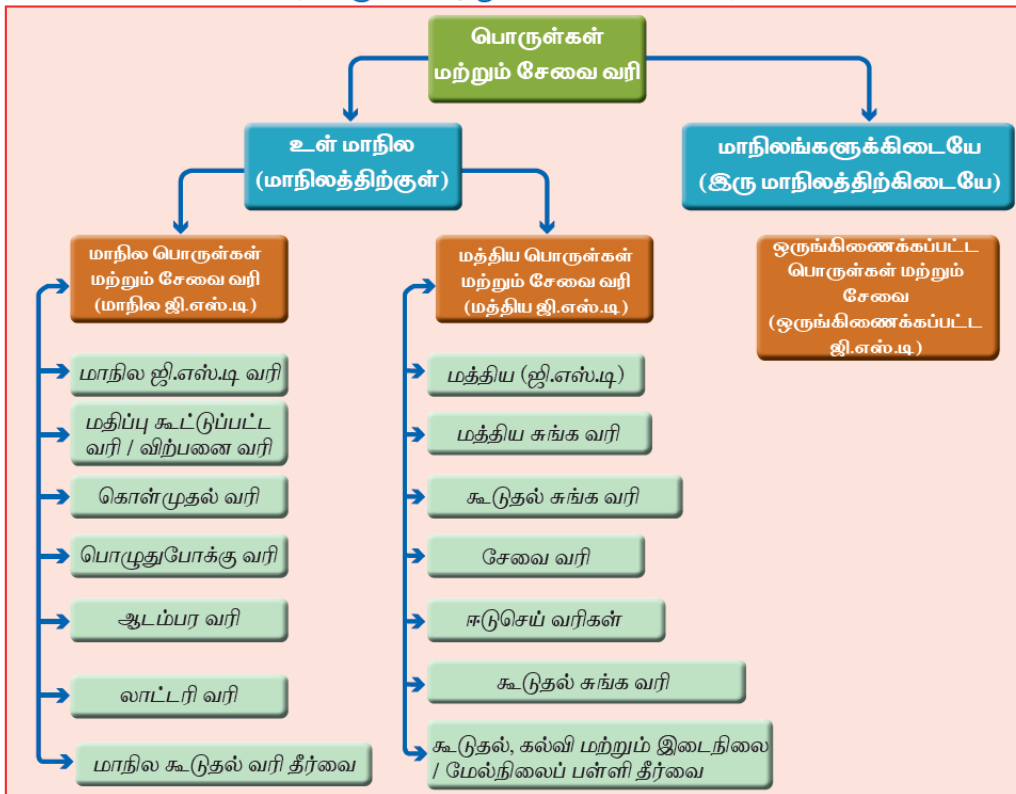 பொருள்கள்
மற்றும் சேவை வரி
உள் மாநில
(மாநிலத்திற்குள்)
மாநிலங்களுக்கிடையே
(இரு மாநிலத்திற்கிடையே)
மாநில பொருள்கள்
மற்றும் சேவை வரி
(மாநில ஜி.எஸ்.டி)
மத்திய பொருள்கள்
மற்றும் சேவை வரி
(மத்திய ஜி.எஸ்.டி)
ஒருங்கிணைக்கப்பட்ட
பொருள்கள் மற்றும்
சேவை
(ஒருங்கிணைக்கப்பட்ட
ஜி.எஸ்.டி)
மாநில ஜி.எஸ்.டி வரி
மதிப்பு கூட்டுப்பட்ட
வரி / விற்பனை வரி
கொள்முதல் வரி
பொழுதுபோக்கு வரி
ஆடம்பர வரி
லாட்டரி வரி
மாநில கூடுதல் வரி தீர்வை
மத்திய (ஜி.எஸ்.டி)
மத்திய சுங்க வரி
கூடுதல் சுங்க வரி
சேவை வரி
ஈடுசெய் வரிகள்
கூடுதல் சுங்க வரி
கூடுதல், கல்வி மற்றும் இடைநிலை
/ மேல்நிலைப் பள்ளி தீர்வை